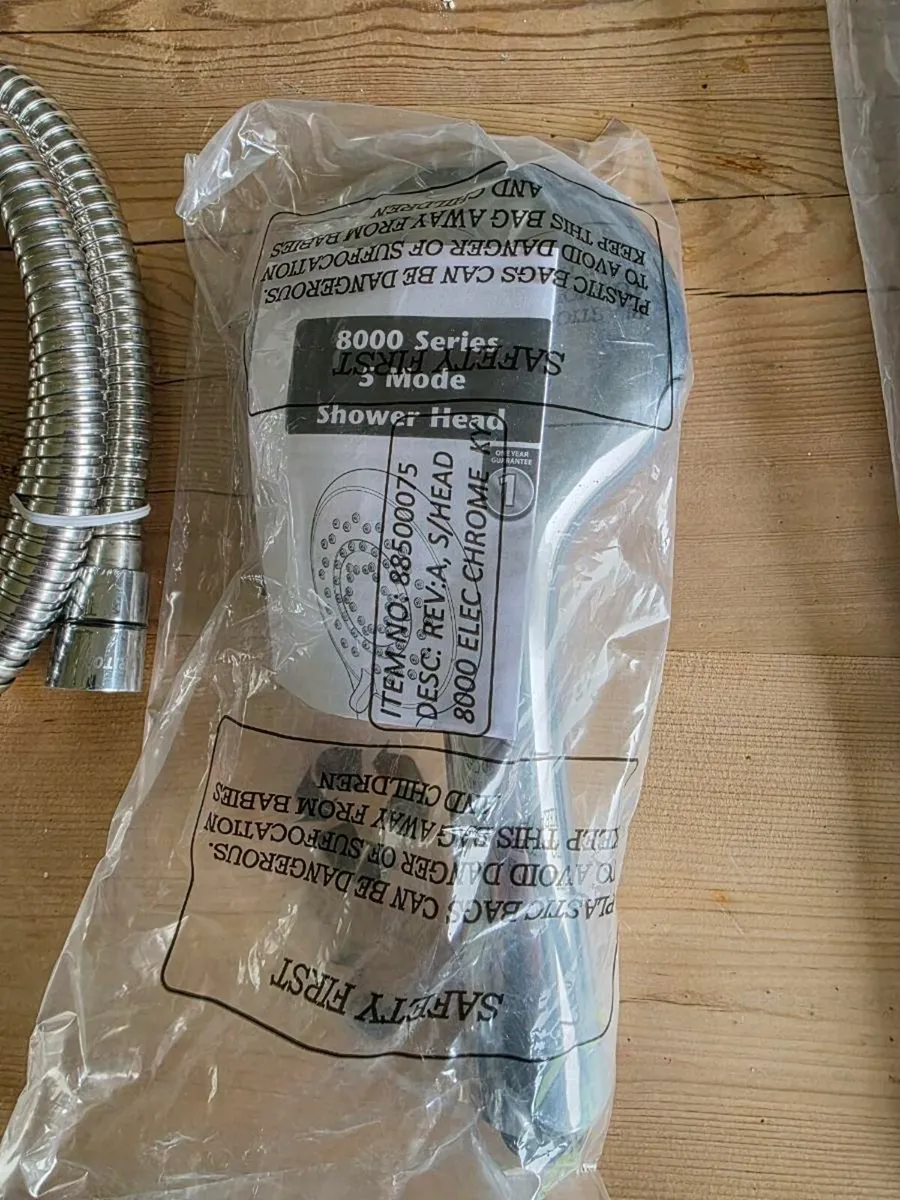 8000 Series
3 Mode
Shower Head
ONE YEAR
GUARANTEE
1
ITEM NO: 88500075
DESC: REV:A, S/HEAD
8000 ELEC CHROME KY
SAFETY FIRST
PLASTIC BAGS CAN BE DANGEROUS.
TO AVOID DANGER OF SUFFOCATION
KEEP THIS BAG AWAY FROM BABIES
AND CHILDREN
SAFETY FIRST
PLASTIC BAGS CAN BE DANGEROUS.
TO AVOID DANGER OF SUFFOCATION
KEEP THIS BAG AWAY FROM BABIES
AND CHILDREN